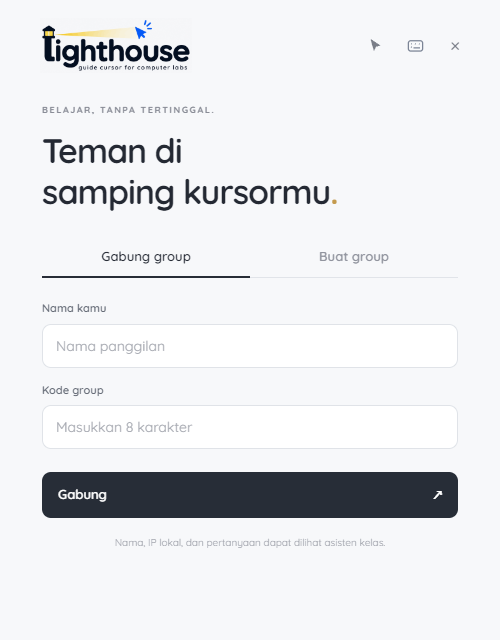 lighthouse
guide cursor for computer labs
BELAJAR, TANPA TERTINGGAL.
Teman di
samping kursormu.
Gabung group
Buat group
Nama kamu
Nama panggilan
Kode group
Masukkan 8 karakter
Gabung
Nama, IP lokal, dan pertanyaan dapat dilihat asisten kelas.